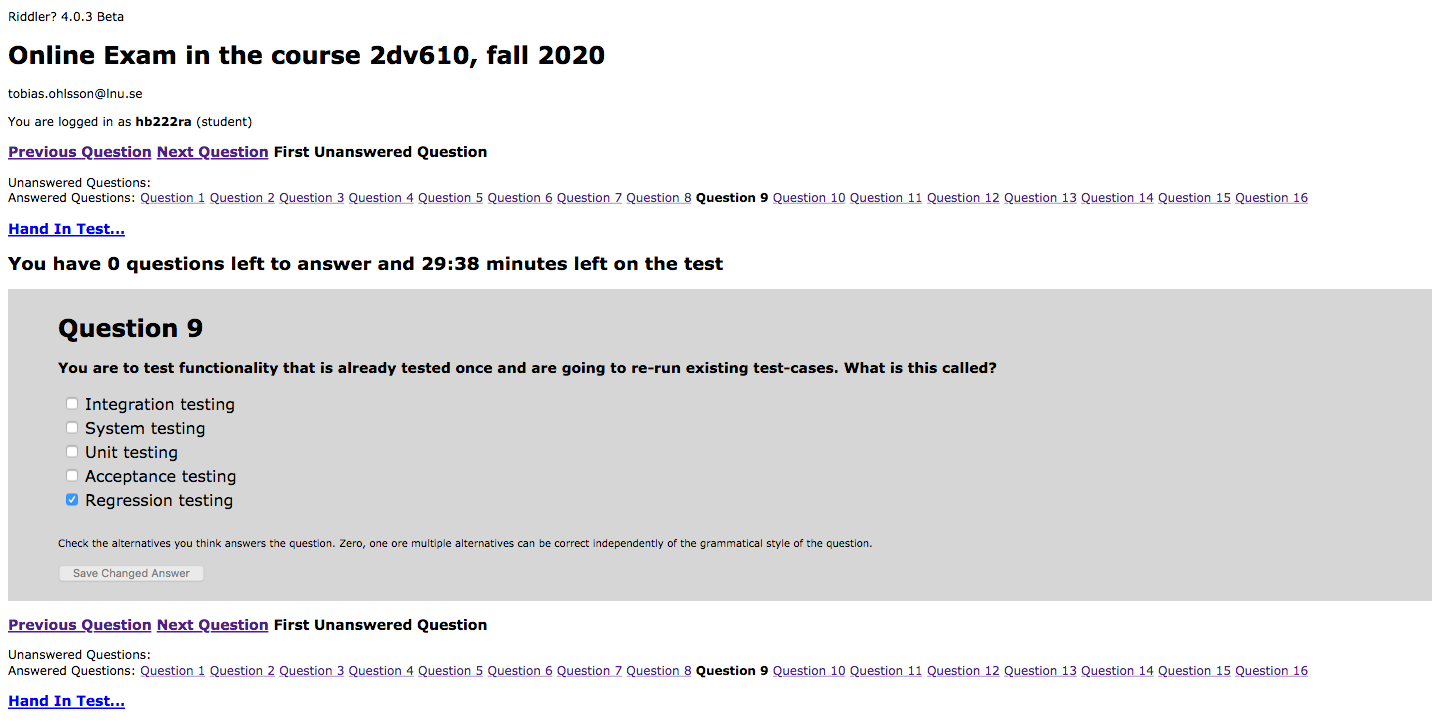 Riddler? 4.0.3 Beta
Online Exam in the course 2dv610, fall 2020
tobias.ohlsson@lnu.se
You are logged in as hb222ra (student)
Previous Question Next Question First Unanswered Question
Unanswered Questions:
Answered Questions: Question 1 Question 2 Question 3 Question 4 Question 5 Question 6 Question 7 Question 8 Question 9 Question 10 Question 11 Question 12 Question 13 Question 14 Question 15 Question 16
Hand In Test...
You have 0 questions left to answer and 29:38 minutes left on the test
Question 9
You are to test functionality that is already tested once and are going to re-run existing test-cases. What is this called?
Integration testing
System testing
Unit testing
Acceptance testing
Regression testing
Check the alternatives you think answers the question. Zero, one ore multiple alternatives can be correct independently of the grammatical style of the question.
Save Changed Answer
Previous Question Next Question First Unanswered Question
Unanswered Questions:
Answered Questions: Question 1 Question 2 Question 3 Question 4 Question 5 Question 6 Question 7 Question 8 Question 9 Question 10 Question 11 Question 12 Question 13 Question 14 Question 15 Question 16
Hand In Test...